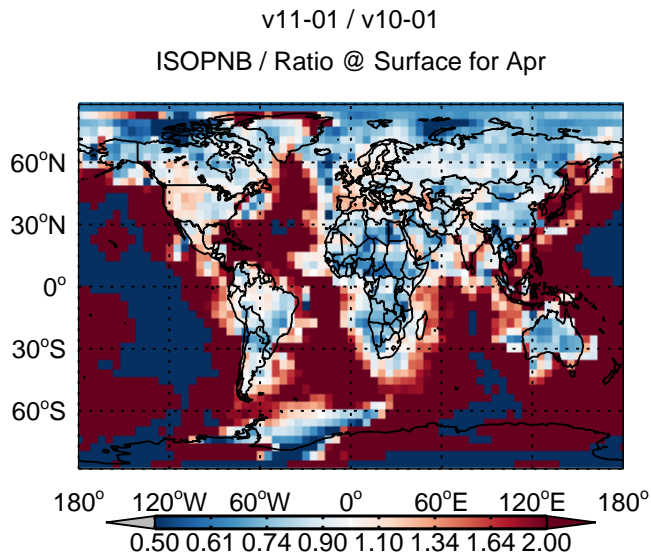 v11-01 / v10-01
ISOPNB / Ratio @ Surface for Apr
60°N
30°N
0°
30°S
60°S
180° 120°W 60°W 0° 60°E 120°E 180°
0.50 0.61 0.74 0.90 1.10 1.34 1.64 2.00